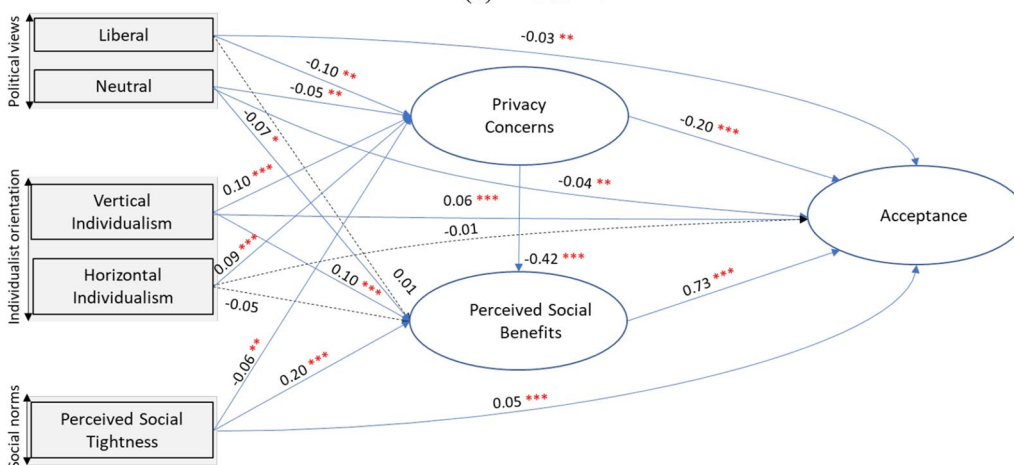 Political views
Liberal
Neutral
Individualist orientation
Vertical
Individualism
Horizontal
Individualism
Social norms
Perceived Social
Tightness
Privacy
Concerns
Perceived Social
Benefits
Acceptance
-0.03 **
-0.10 **
-0.05 **
-0.07 *
-0.20 ***
-0.04 **
0.10 ***
0.06 ***
-0.01
0.09 ***
0.10 ***
0.01
-0.42 ***
-0.05
0.73 ***
-0.06 **
0.20 ***
0.05 ***